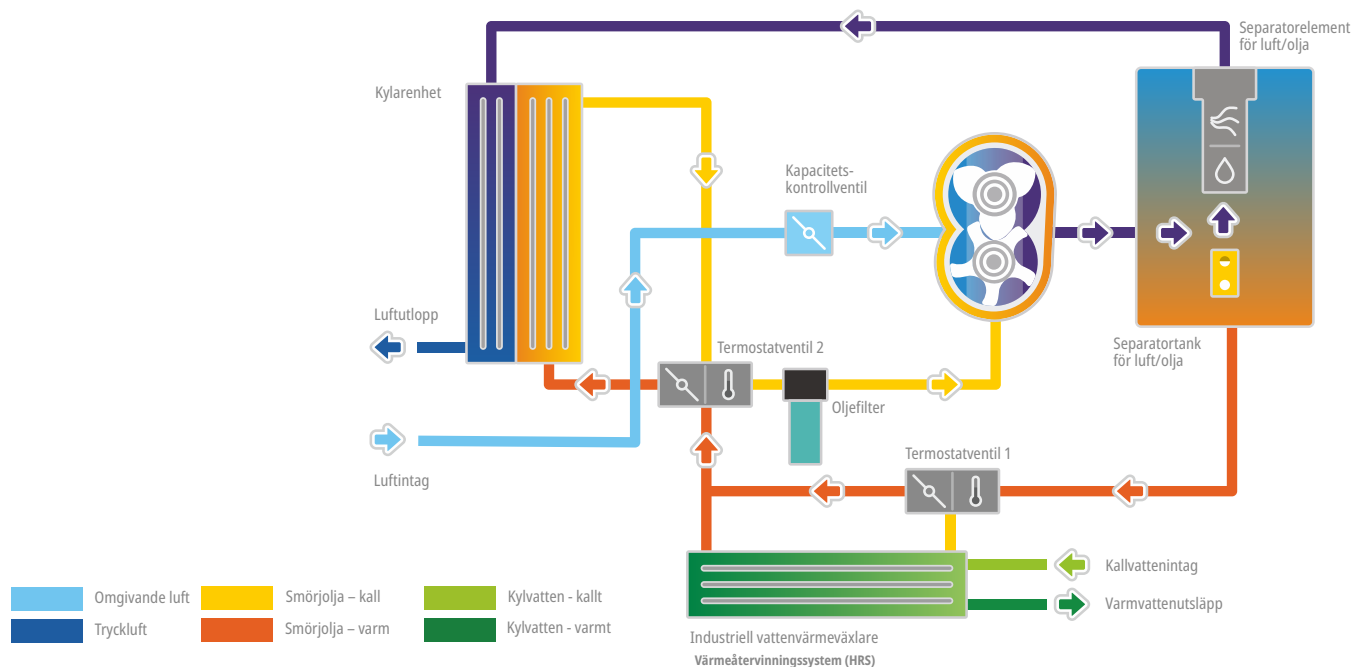 Separatorelement
för luft/olja
Kylarenhet
Kapacitets-
kontrollventil
Luftutlopp
Termostatventil 2
Separatortank
för luft/olja
Oljefilter
Luftintag
Termostatventil 1
Kallvattenintag
Varmvattenutsläpp
Omgivande luft
Smörjolja – kall
Kylvatten - kallt
Tryckluft
Smörjolja – varm
Kylvatten - varmt
Industriell vattenvärmeväxlare
Värmeåtervinningssystem (HRS)